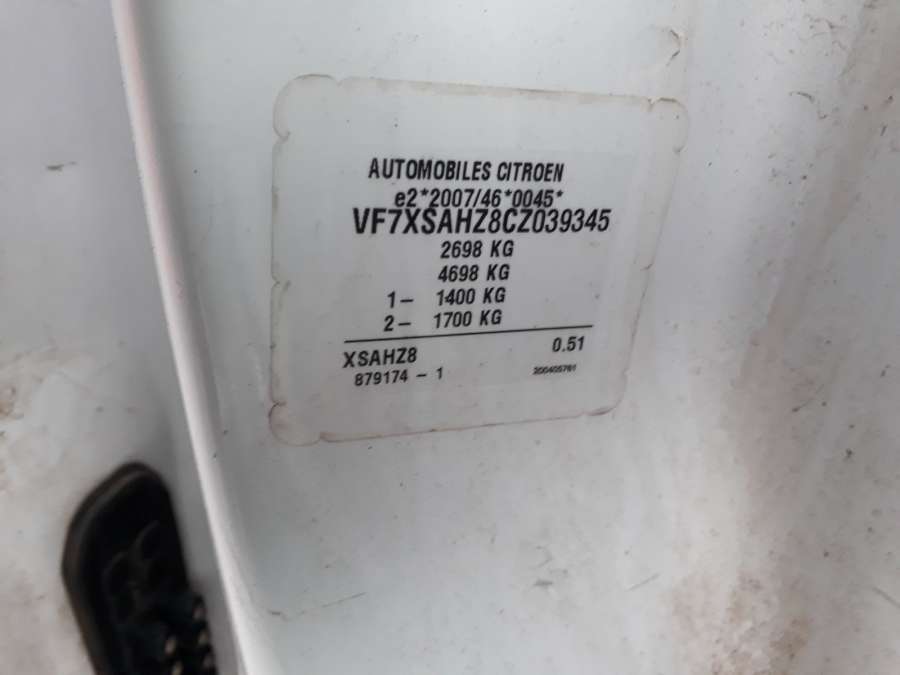 AUTOMOBILES CITROEN
e2*2007/46*0045*
VF7XSAHZ8CZ039345
2698 KG
4698 KG
1– 1400 KG
2– 1700 KG
XSAHZ8 0.51
879174 – 1 200405761